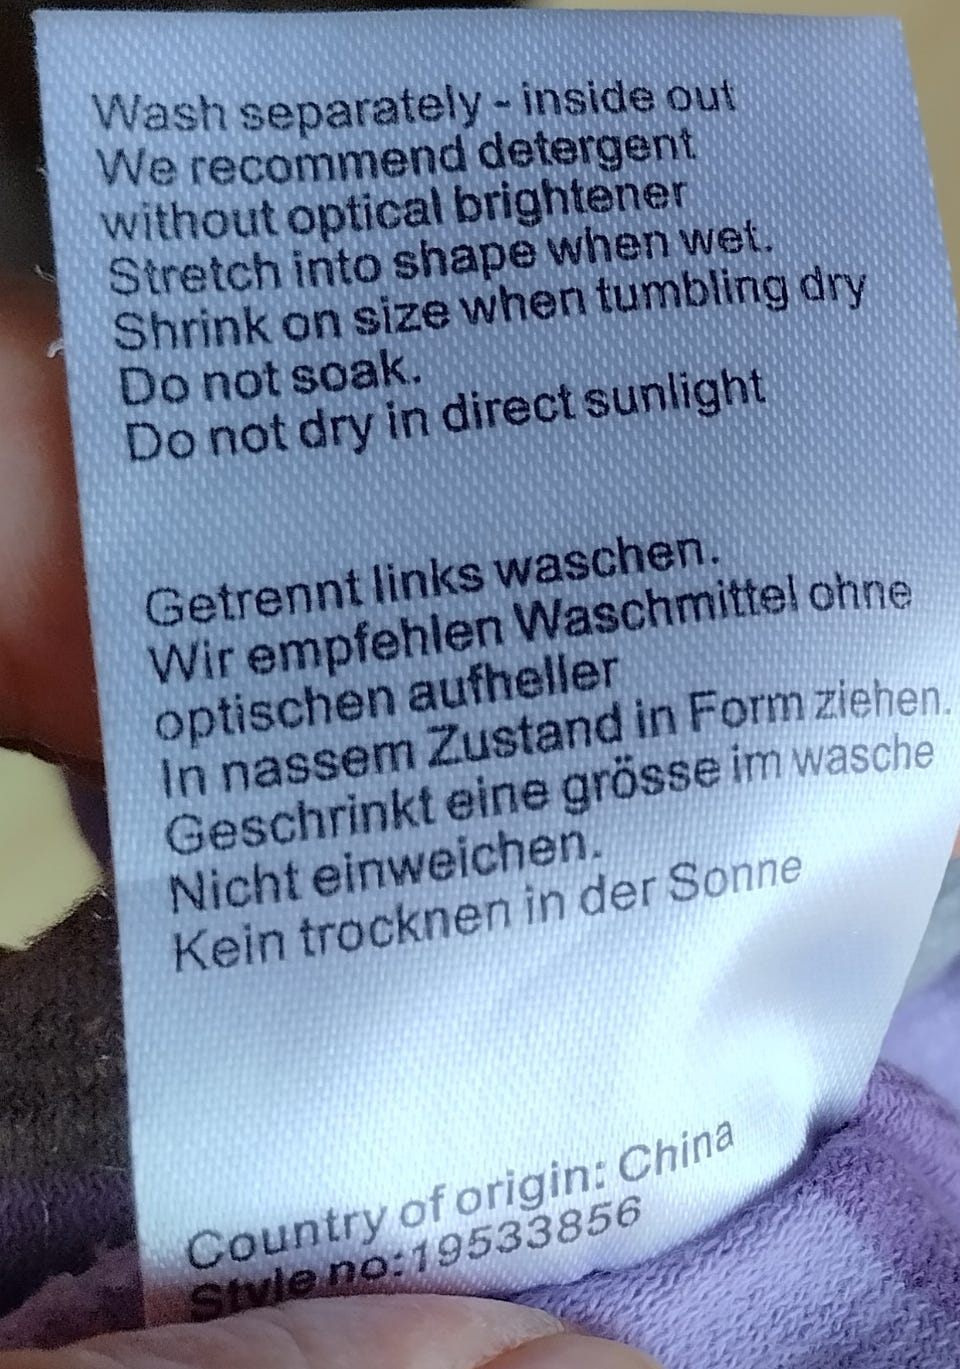 Wash separately - inside out
We recommend detergent
without optical brightener
Stretch into shape when wet.
Shrink on size when tumbling dry
Do not soak.
Do not dry in direct sunlight
Getrennt links waschen.
Wir empfehlen Waschmittel ohne
optischen aufheller
In nassem Zustand in Form ziehen.
Geschrinkt eine grösse im wasche
Nicht einweichen.
Kein trocknen in der Sonne
Country of origin: China
Style no:19533856